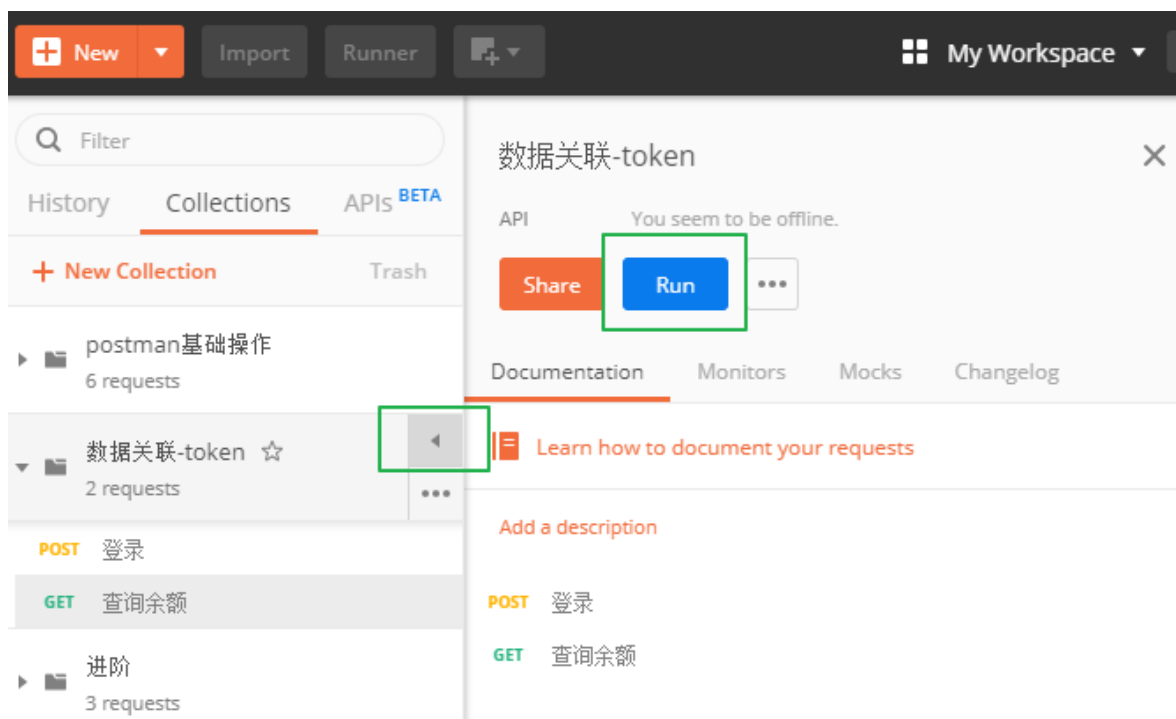 New
Import
Runner
My Workspace
Filter
History
Collections
APIs BETA
+ New Collection
Trash
postman基础操作
6 requests
数据关联-token
2 requests
POST 登录
GET 查询余额
进阶
3 requests
数据关联-token
API
You seem to be offline.
Share
Run
Documentation
Monitors
Mocks
Changelog
Learn how to document your requests
Add a description
POST 登录
GET 查询余额